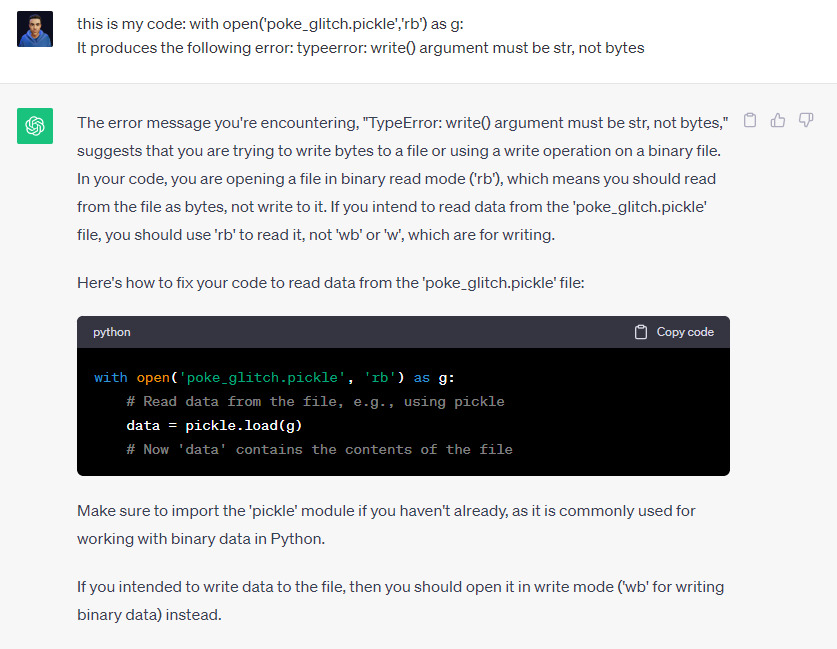 this is my code: with open('poke_glitch.pickle','rb') as g:
It produces the following error: typeerror: write() argument must be str, not bytes
The error message you're encountering, "TypeError: write() argument must be str, not bytes,"
suggests that you are trying to write bytes to a file or using a write operation on a binary file.
In your code, you are opening a file in binary read mode ('rb'), which means you should read
from the file as bytes, not write to it. If you intend to read data from the 'poke_glitch.pickle'
file, you should use 'rb' to read it, not 'wb' or 'w', which are for writing.
Here's how to fix your code to read data from the 'poke_glitch.pickle' file:
python Copy code
with open('poke_glitch.pickle', 'rb') as g:
    # Read data from the file, e.g., using pickle
    data = pickle.load(g)
    # Now 'data' contains the contents of the file
Make sure to import the 'pickle' module if you haven't already, as it is commonly used for
working with binary data in Python.
If you intended to write data to the file, then you should open it in write mode ('wb' for writing
binary data) instead.